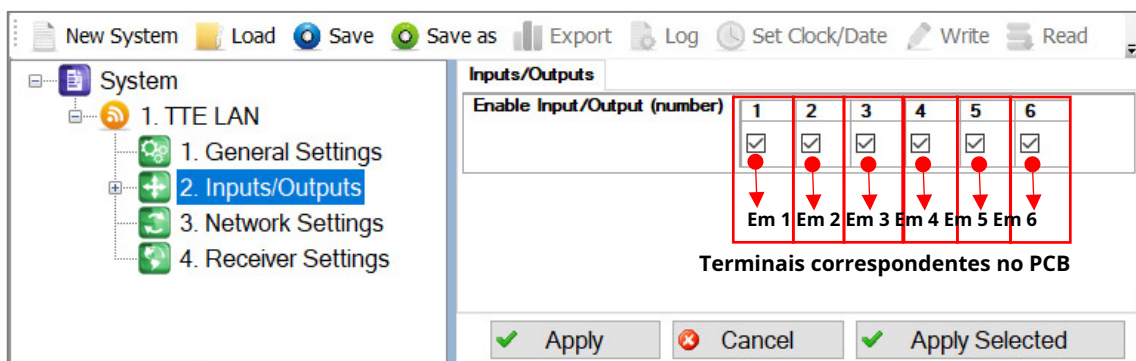 New System Load Save Save as Export Log Set Clock/Date Write Read
System
1. TTE LAN
1. General Settings
2. Inputs/Outputs
3. Network Settings
4. Receiver Settings
Inputs/Outputs
Enable Input/Output (number) 1 2 3 4 5 6
Em 1 Em 2 Em 3 Em 4 Em 5 Em 6
Terminais correspondentes no PCB
Apply Cancel Apply Selected